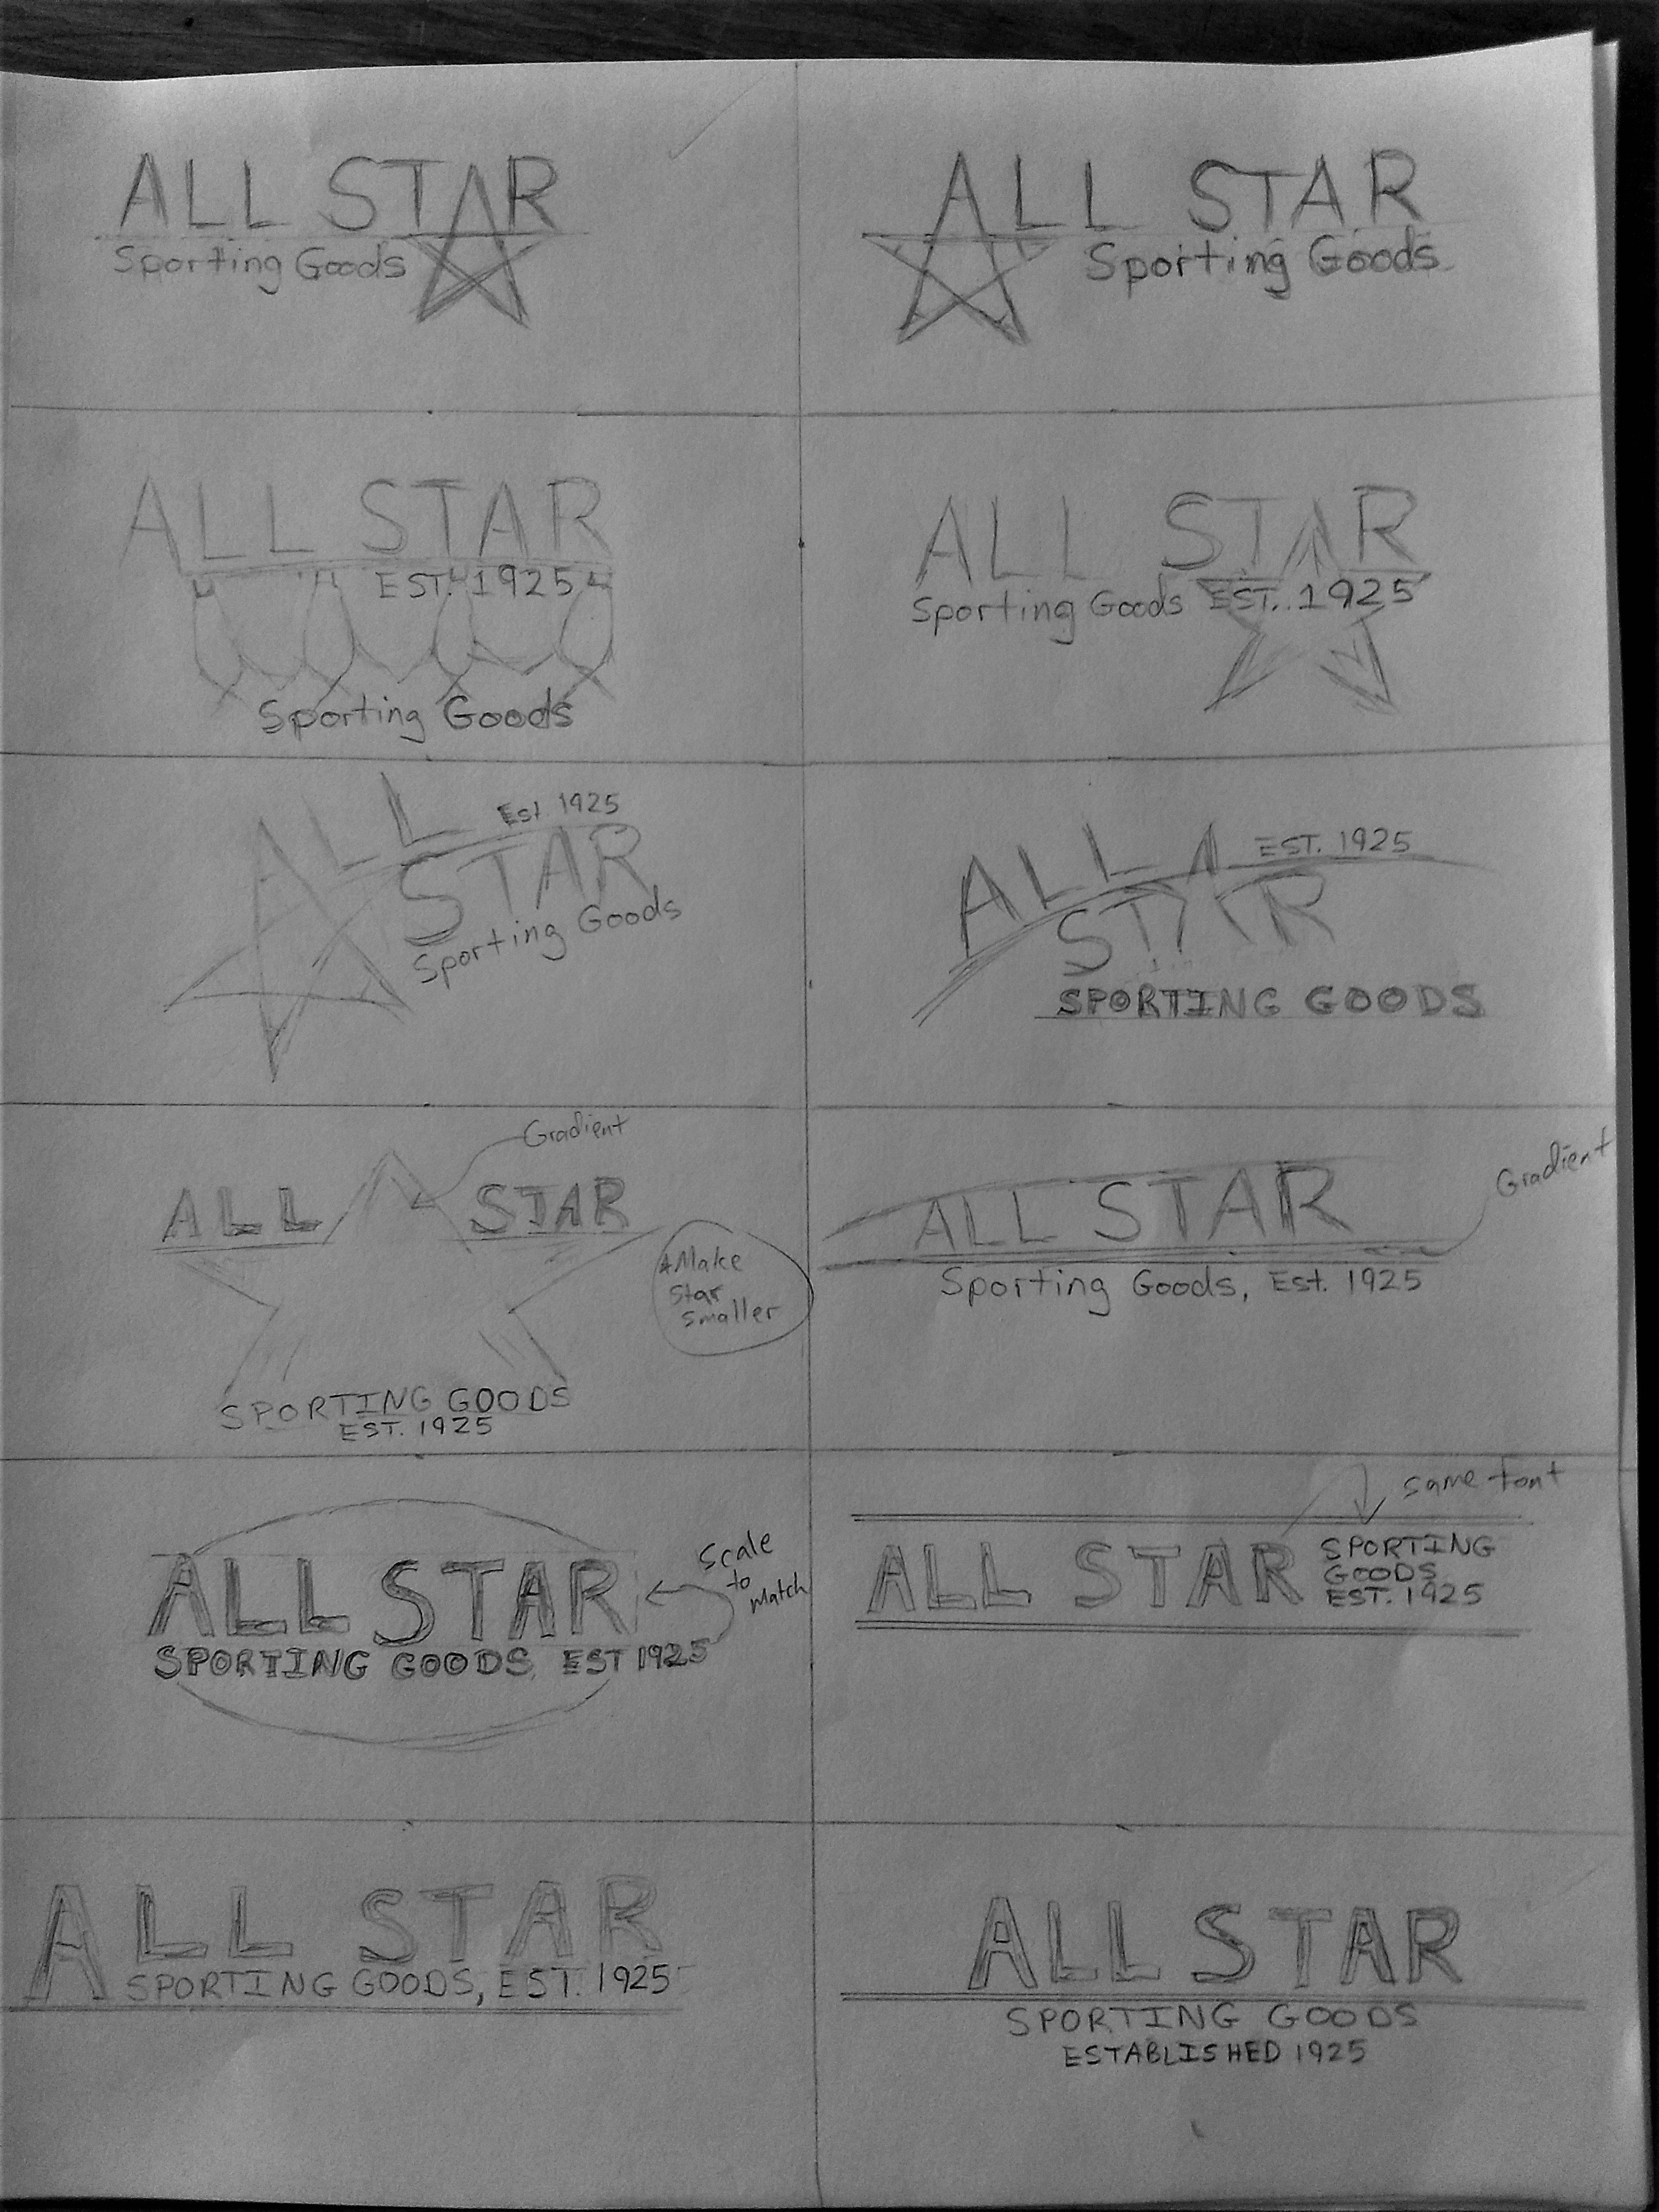 ALL STAR
Sporting Goods
ALL STAR
Sporting Goods
ALL STAR
EST. 1925
Sporting Goods
ALL STAR
Sporting Goods EST. 1925
ALL
Est. 1925
STAR
Sporting Goods
ALL
EST. 1925
STAR
SPORTING GOODS
Gradient
ALL STAR
Make
Star
Smaller
SPORTING GOODS
EST. 1925
Gradient
ALL STAR
Sporting Goods, Est. 1925
Scale
to
Match
ALL STAR
SPORTING GOODS, EST 1925
Same font
ALL STAR
SPORTING
GOODS
EST. 1925
ALL STAR
SPORTING GOODS, EST. 1925
ALL STAR
SPORTING GOODS
ESTABLISHED 1925